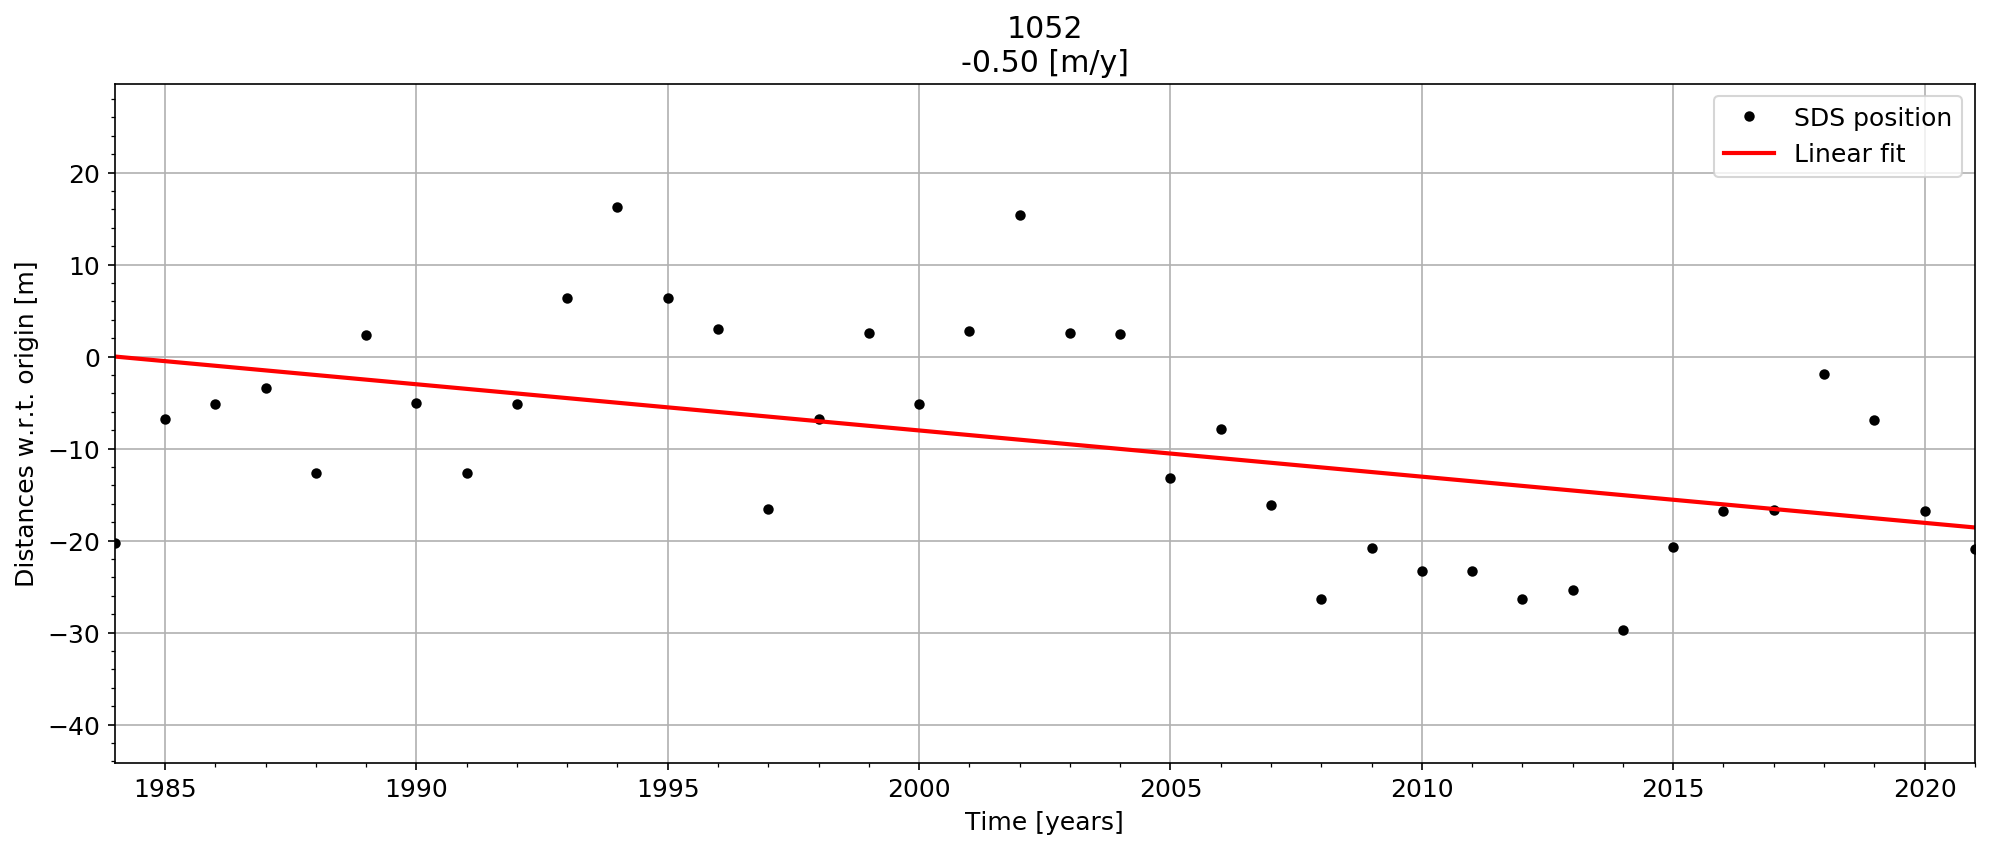 1052
-0.50 [m/y]
SDS position
Linear fit
Distances w.r.t. origin [m]
20
10
0
−10
−20
−30
−40
1985 1990 1995 2000 2005 2010 2015 2020
Time [years]